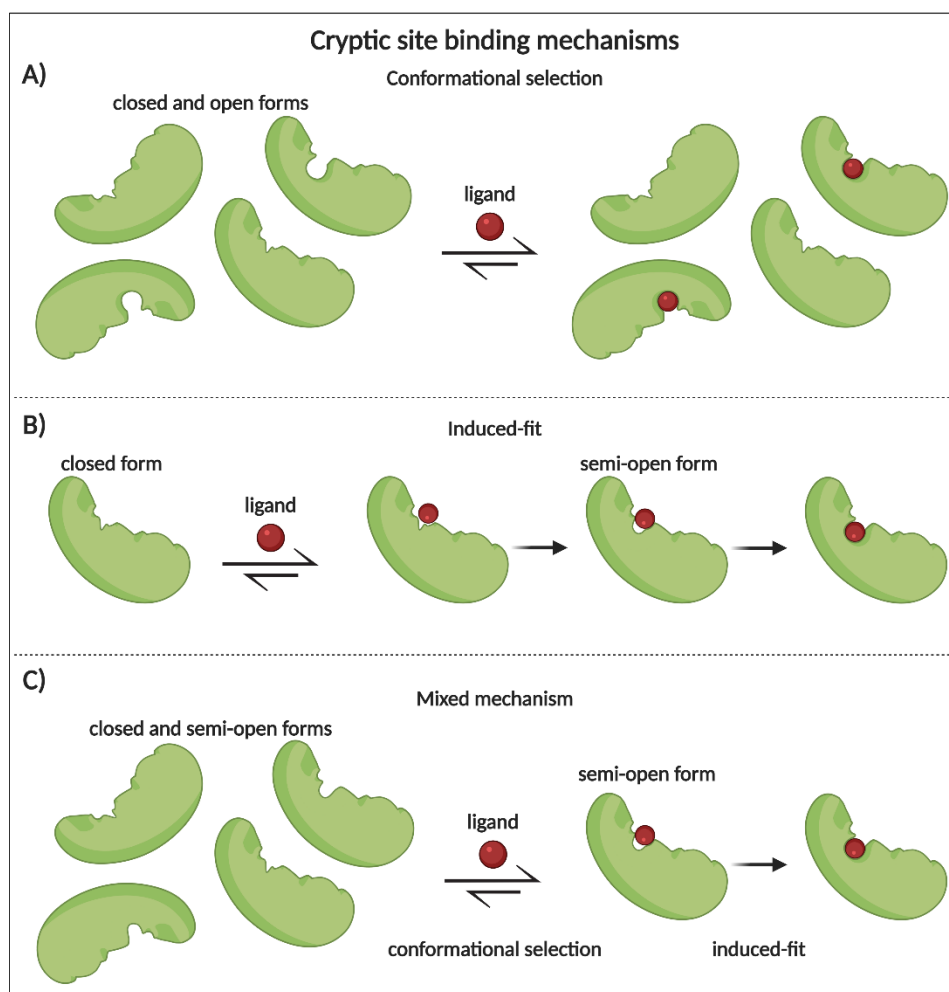 Cryptic site binding mechanisms
A)
Conformational selection
closed and open forms
ligand
B)
Induced-fit
closed form
ligand
semi-open form
C)
Mixed mechanism
closed and semi-open forms
ligand
semi-open form
conformational selection
induced-fit